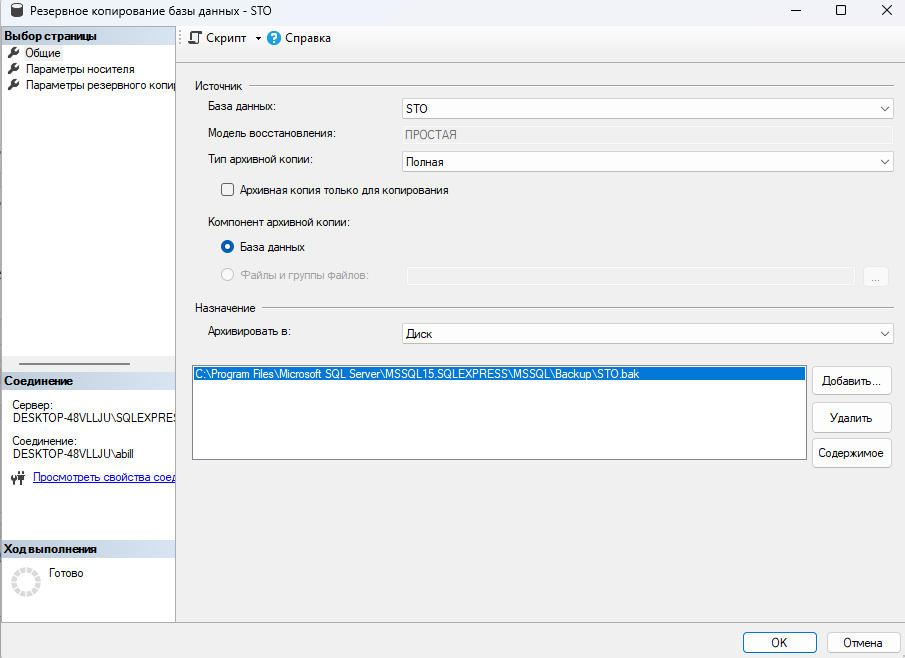 Резервное копирование базы данных - STO
Выбор страницы
Общие
Параметры носителя
Параметры резервного копи
Скрипт
Справка
Источник
База данных:
STO
Модель восстановления:
ПРОСТАЯ
Тип архивной копии:
Полная
Архивная копия только для копирования
Компонент архивной копии:
База данных
Файлы и группы файлов:
...
Назначение
Архивировать в:
Диск
C:\Program Files\Microsoft SQL Server\MSSQL15.SQLEXPRESS\MSSQL\Backup\STO.bak
Добавить...
Удалить
Содержимое
Соединение
Сервер:
DESKTOP-48VLLJU\SQLEXPRES
Соединение:
DESKTOP-48VLLJU\abill
Просмотреть свойства соед
Ход выполнения
Готово
OK
Отмена